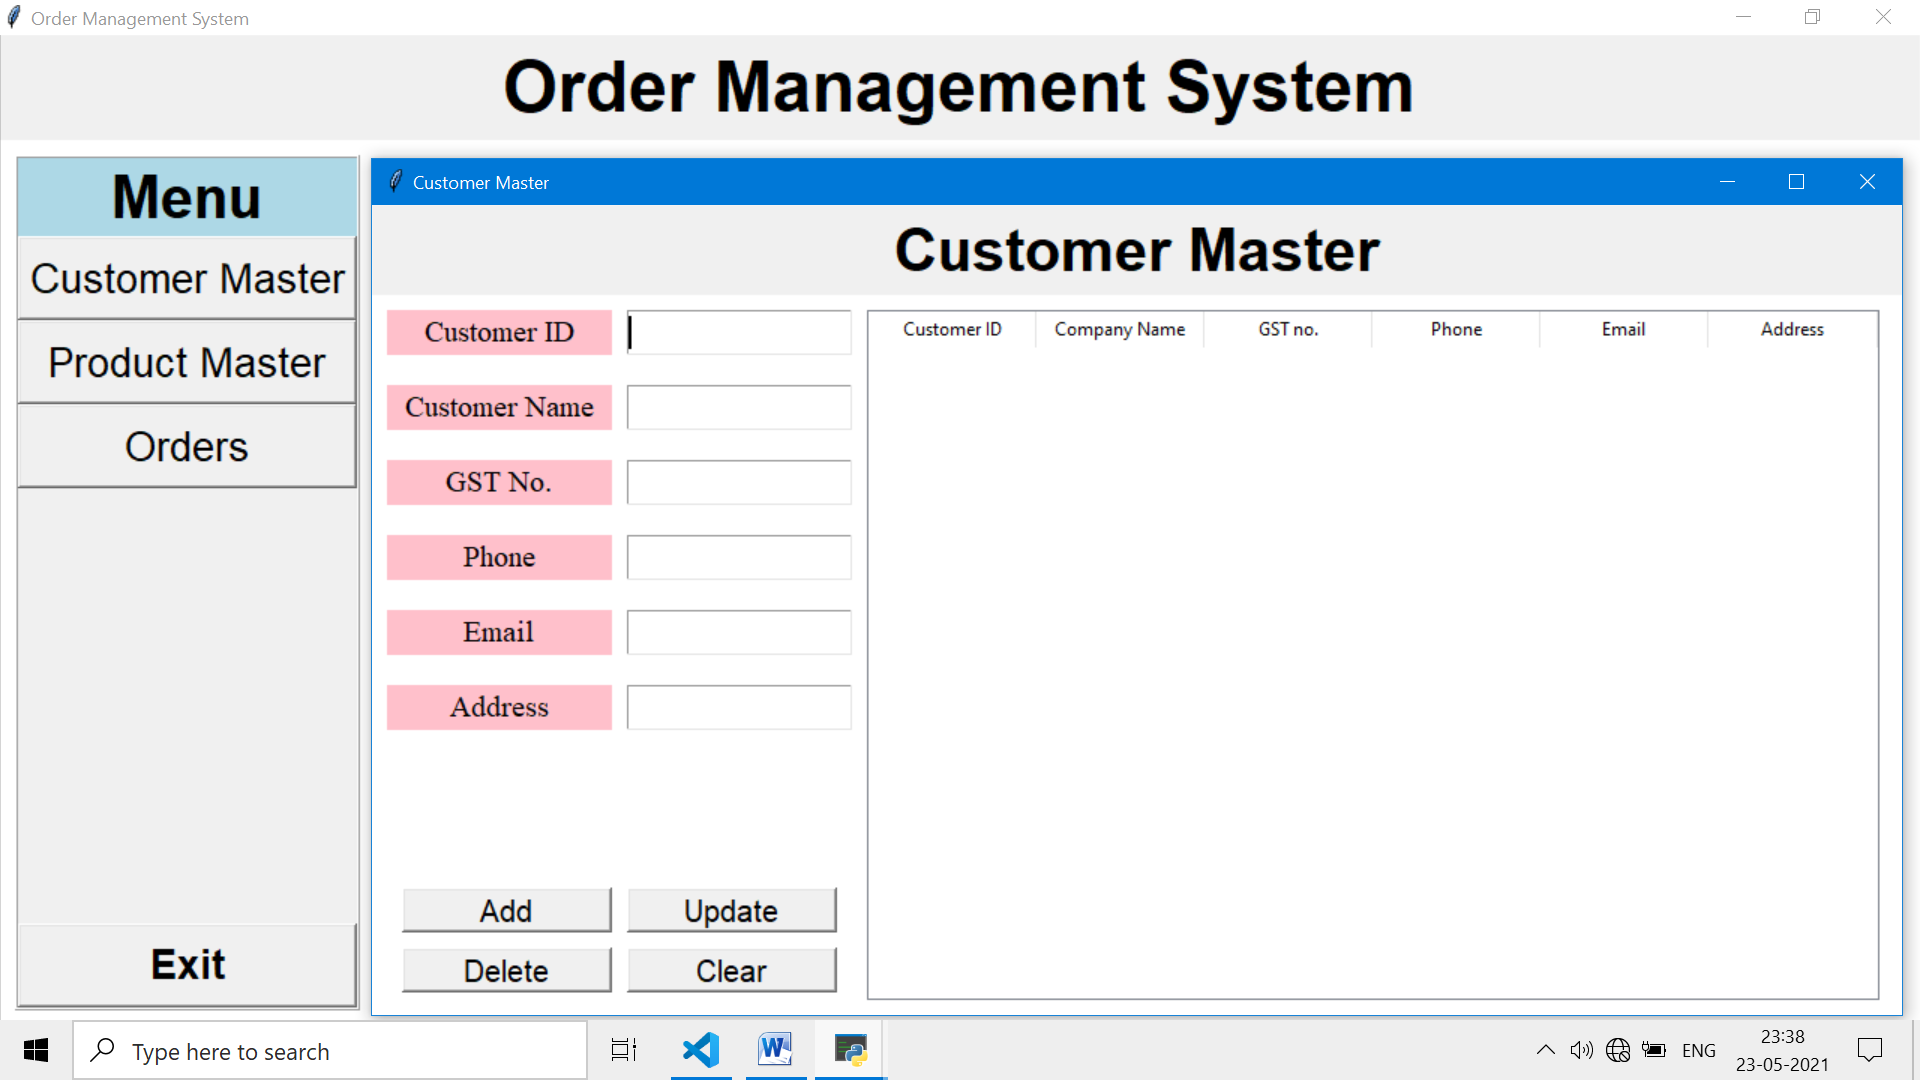 Order Management System
Order Management System
Menu
Customer Master
Product Master
Orders
Exit
Customer Master
Customer Master
Customer ID
Customer Name
GST No.
Phone
Email
Address
Add
Update
Delete
Clear
Customer ID Company Name GST no. Phone Email Address
Type here to search
W
ENG
23:38
23-05-2021